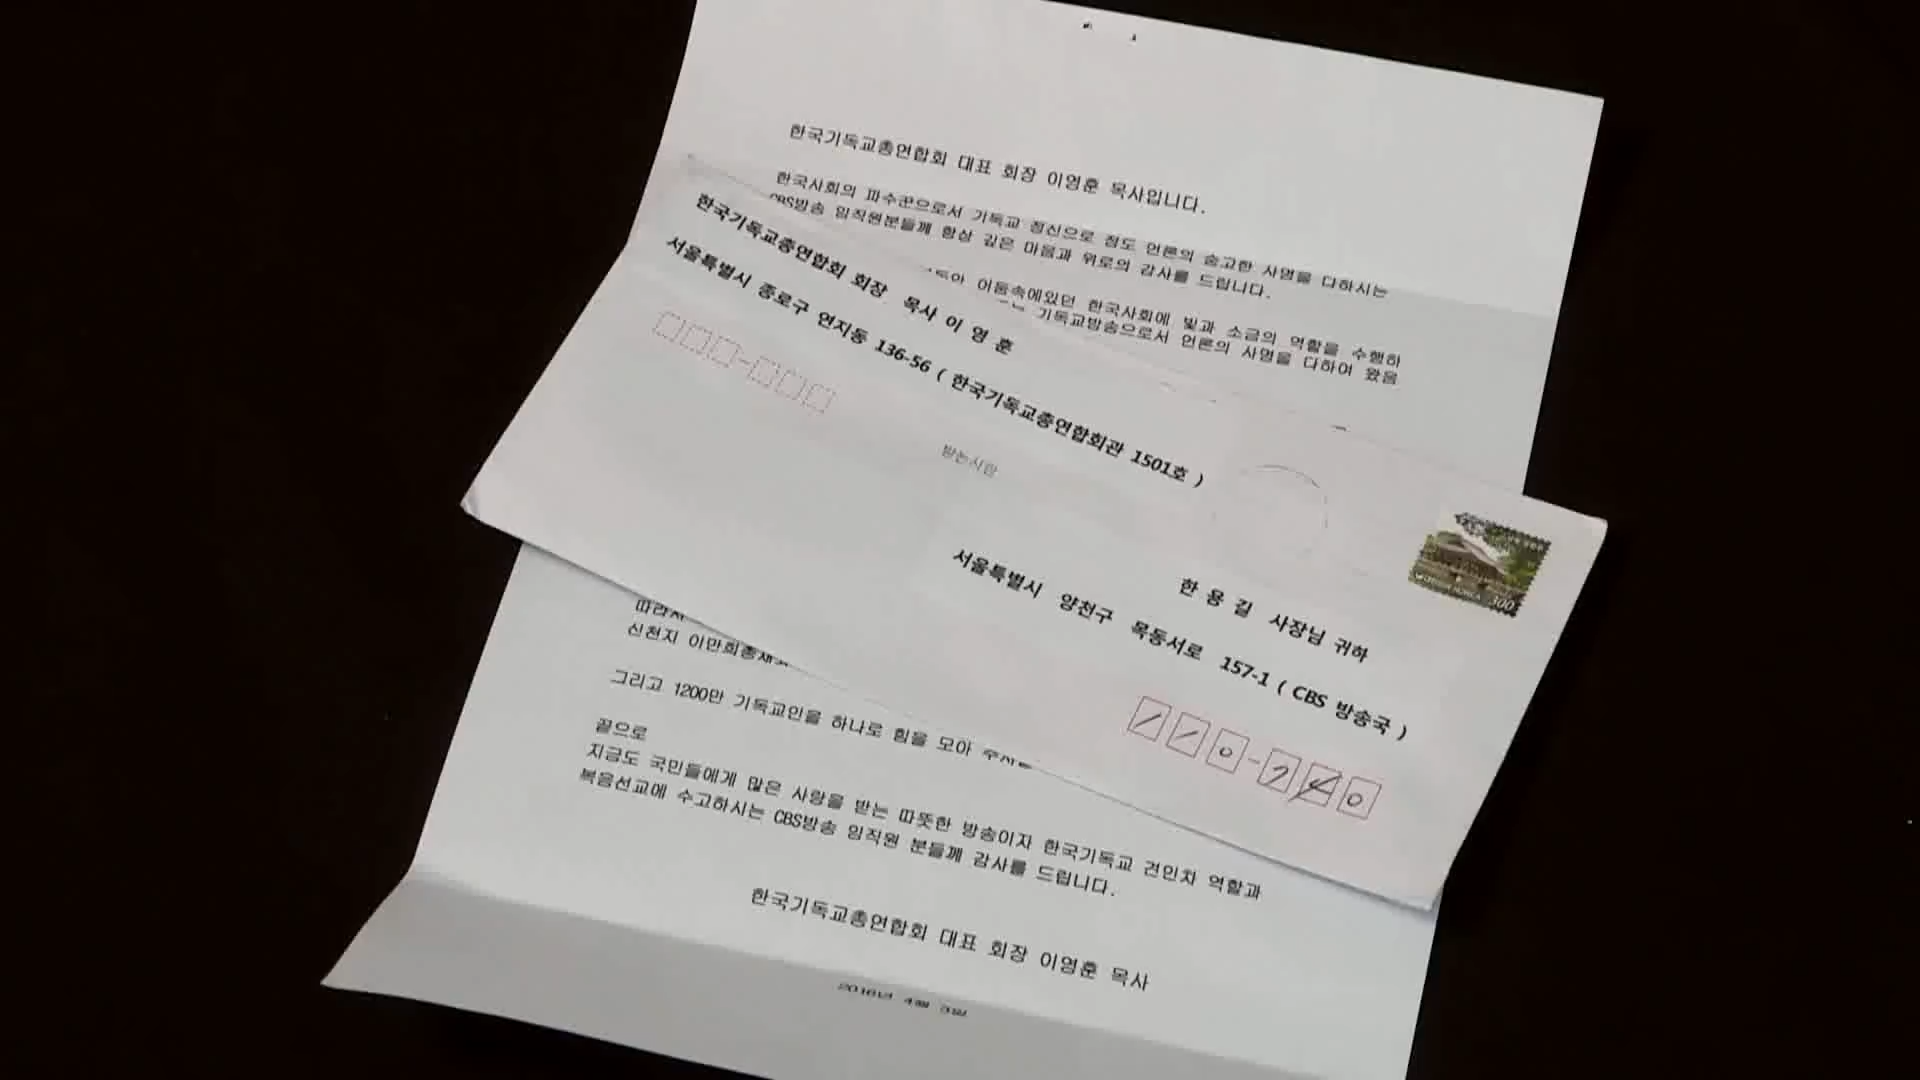 한국기독교총연합회 대표 회장 이영훈 목사입니다.
한국사회의 파수꾼으로서 기독교 정신으로 정도 언론의 숭고한 사명을 다하시는
CBS방송 임직원분들께 항상 깊은 마음과 위로의 감사를 드립니다.
어둠속에있던 한국사회에 빛과 소금의 역할을 수행하
기독교방송으로서 언론의 사명을 다하여 왔음
한국기독교총연합회 회장 목사 이 영 훈
서울특별시 종로구 연지동 136-56 ( 한국기독교총연합회관 1501호 )
받는사람
300
한 용 길 사장님 귀하
서울특별시 양천구 목동서로 157-1 ( CBS 방송국 )
신천지 이만희총재
그리고 1200만 기독교인을 하나로 힘을 모아
끝으로
지금도 국민들에게 많은 사랑을 받는 따뜻한 방송이자 한국기독교 견인차 역할과
복음선교에 수고하시는 CBS방송 임직원 분들께 감사를 드립니다.
한국기독교총연합회 대표 회장 이영훈 목사
2016년 4월 3일